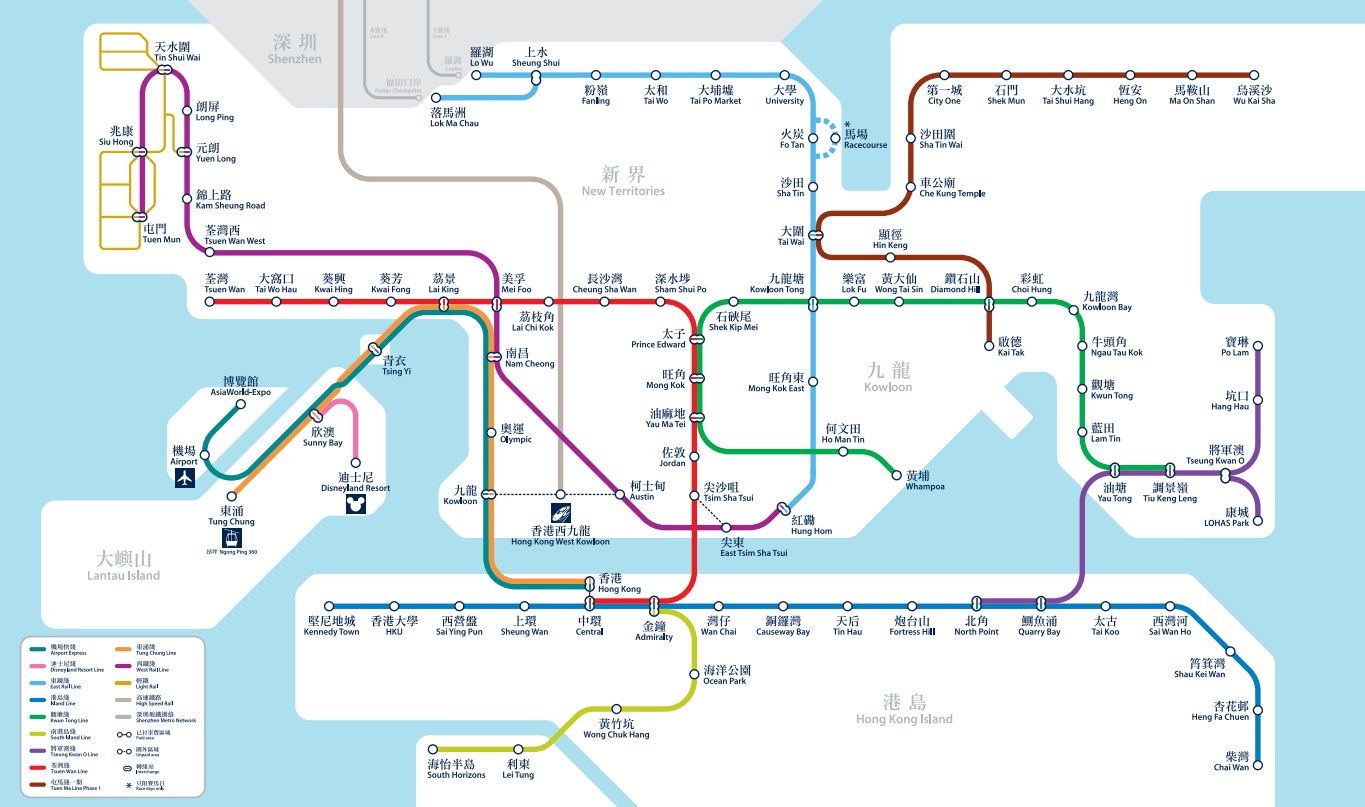 深圳
Shenzhen
4號綫
Line 4
1號綫
Line 1
羅湖
Luohu
福田口岸
Futian Checkpoint
天水圍
Tin Shui Wai
朗屏
Long Ping
兆康
Siu Hong
元朗
Yuen Long
錦上路
Kam Sheung Road
屯門
Tuen Mun
荃灣西
Tsuen Wan West
羅湖
Lo Wu
上水
Sheung Shui
落馬洲
Lok Ma Chau
粉嶺
Fanling
太和
Tai Wo
大埔墟
Tai Po Market
大學
University
火炭
Fo Tan
*
馬場
Racecourse
沙田
Sha Tin
大圍
Tai Wai
新界
New Territories
第一城
City One
石門
Shek Mun
大水坑
Tai Shui Hang
恆安
Heng On
馬鞍山
Ma On Shan
烏溪沙
Wu Kai Sha
沙田圍
Sha Tin Wai
車公廟
Che Kung Temple
顯徑
Hin Keng
荃灣
Tsuen Wan
大窩口
Tai Wo Hau
葵興
Kwai Hing
葵芳
Kwai Fong
荔景
Lai King
美孚
Mei Foo
荔枝角
Lai Chi Kok
長沙灣
Cheung Sha Wan
深水埗
Sham Shui Po
石硤尾
Shek Kip Mei
九龍塘
Kowloon Tong
樂富
Lok Fu
黃大仙
Wong Tai Sin
鑽石山
Diamond Hill
彩虹
Choi Hung
九龍灣
Kowloon Bay
啟德
Kai Tak
牛頭角
Ngau Tau Kok
觀塘
Kwun Tong
藍田
Lam Tin
油塘
Yau Tong
調景嶺
Tiu Keng Leng
將軍澳
Tseung Kwan O
寶琳
Po Lam
坑口
Hang Hau
康城
LOHAS Park
太子
Prince Edward
旺角
Mong Kok
油麻地
Yau Ma Tei
旺角東
Mong Kok East
九龍
Kowloon
何文田
Ho Man Tin
黃埔
Whampoa
佐敦
Jordan
尖沙咀
Tsim Sha Tsui
尖東
East Tsim Sha Tsui
紅磡
Hung Hom
柯士甸
Austin
香港西九龍
Hong Kong West Kowloon
九龍
Kowloon
奧運
Olympic
南昌
Nam Cheong
青衣
Tsing Yi
博覽館
AsiaWorld-Expo
機場
Airport
欣澳
Sunny Bay
迪士尼
Disneyland Resort
東涌
Tung Chung
昂坪 Ngong Ping 360
大嶼山
Lantau Island
香港
Hong Kong
中環
Central
金鐘
Admiralty
堅尼地城
Kennedy Town
香港大學
HKU
西營盤
Sai Ying Pun
上環
Sheung Wan
灣仔
Wan Chai
銅鑼灣
Causeway Bay
天后
Tin Hau
炮台山
Fortress Hill
北角
North Point
鰂魚涌
Quarry Bay
太古
Tai Koo
西灣河
Sai Wan Ho
筲箕灣
Shau Kei Wan
杏花邨
Heng Fa Chuen
柴灣
Chai Wan
海洋公園
Ocean Park
黃竹坑
Wong Chuk Hang
利東
Lei Tung
海怡半島
South Horizons
港島
Hong Kong Island
機場快綫
Airport Express
迪士尼綫
Disneyland Resort Line
東鐵綫
East Rail Line
港島綫
Island Line
觀塘綫
Kwun Tong Line
南港島綫
South Island Line
將軍澳綫
Tseung Kwan O Line
荃灣綫
Tsuen Wan Line
屯馬綫一期
Tuen Ma Line Phase 1
東涌綫
Tung Chung Line
西鐵綫
West Rail Line
輕鐵
Light Rail
高速鐵路
High Speed Rail
深圳地鐵網絡
Shenzhen Metro Network
已付車費區域
Paid area
閘外區域
Unpaid area
轉綫站
Interchange
* 只限賽馬日
Race days only